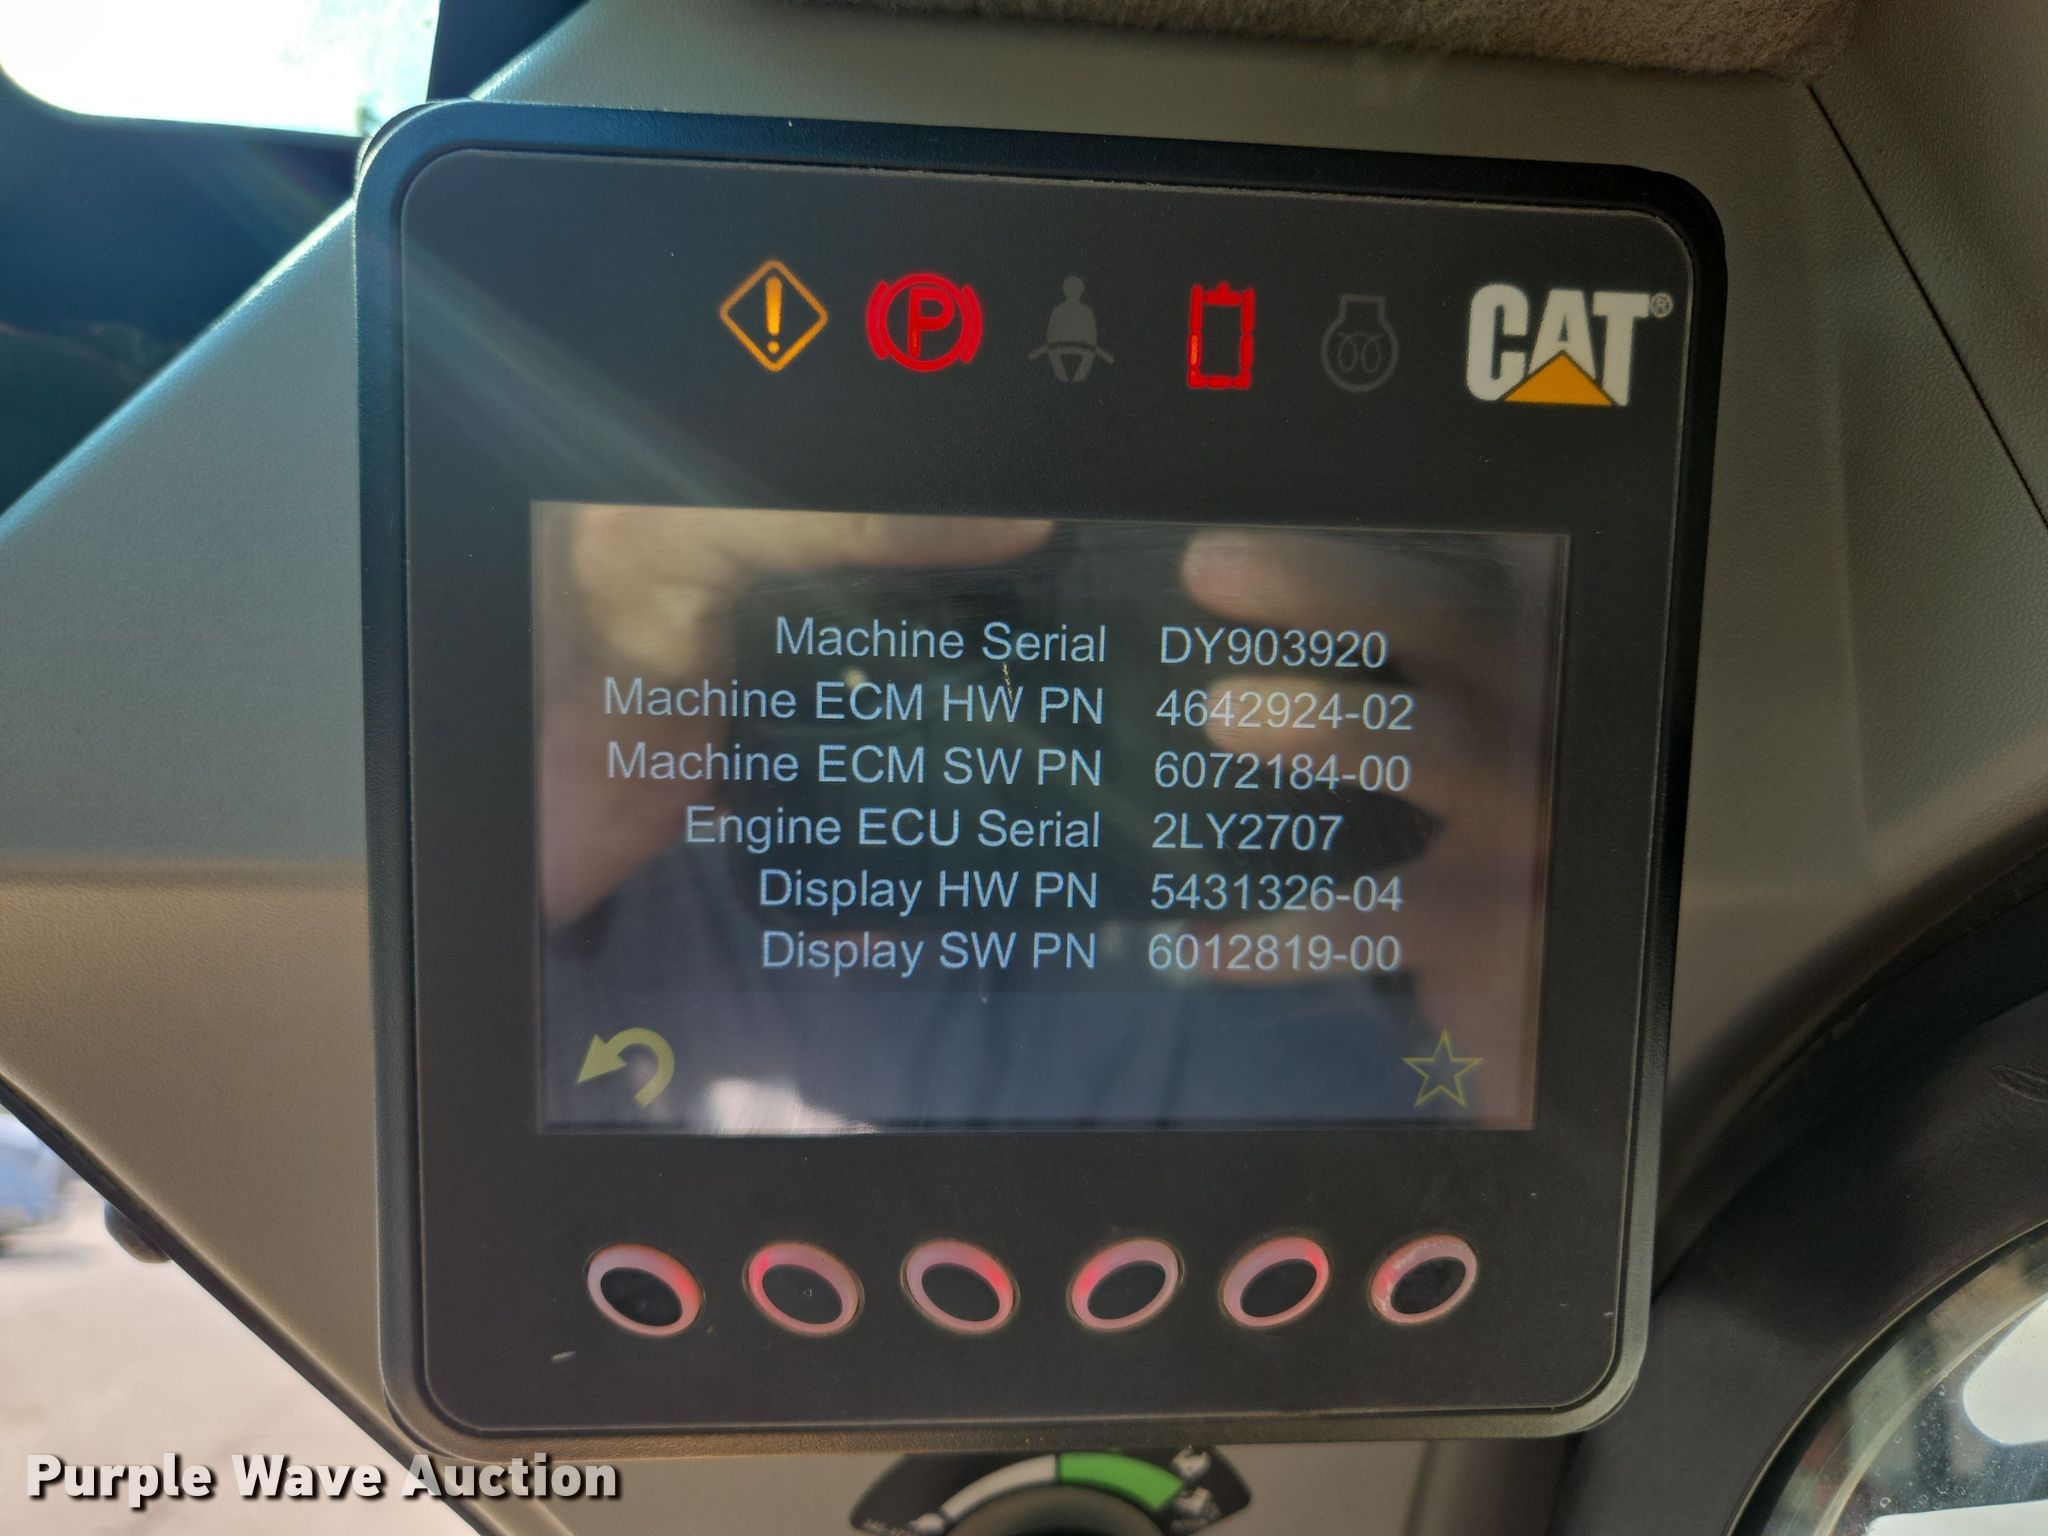 CAT®
Machine Serial DY903920
Machine ECM HW PN 4642924-02
Machine ECM SW PN 6072184-00
Engine ECU Serial 2LY2707
Display HW PN 5431326-04
Display SW PN 6012819-00
Purple Wave Auction